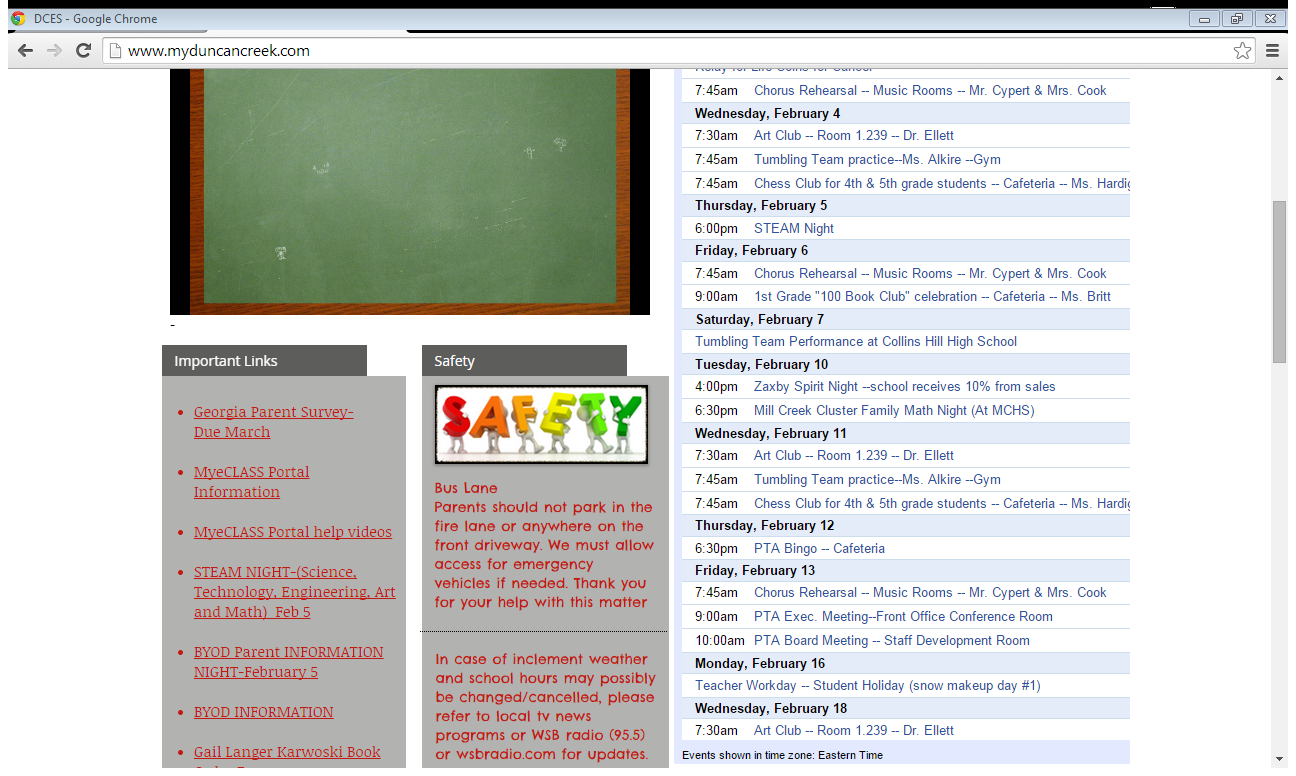 DCES - Google Chrome
www.myduncancreek.com
-
Important Links
Georgia Parent Survey-
Due March
MyeCLASS Portal
Information
MyeCLASS Portal help videos
STEAM NIGHT-(Science,
Technology, Engineering, Art
and Math)  Feb 5
BYOD Parent INFORMATION
NIGHT-February 5
BYOD INFORMATION
Gail Langer Karwoski Book
Safety
SAFETY
Bus Lane
Parents should not park in the
fire lane or anywhere on the
front driveway. We must allow
access for emergency
vehicles if needed. Thank you
for your help with this matter
In case of inclement weather
and school hours may possibly
be changed/cancelled, please
refer to local tv news
programs or WSB radio (95.5)
or wsbradio.com for updates.
Relay for Life Coins for Cancer
7:45am Chorus Rehearsal -- Music Rooms -- Mr. Cypert & Mrs. Cook
Wednesday, February 4
7:30am Art Club -- Room 1.239 -- Dr. Ellett
7:45am Tumbling Team practice--Ms. Alkire --Gym
7:45am Chess Club for 4th & 5th grade students -- Cafeteria -- Ms. Hardig
Thursday, February 5
6:00pm STEAM Night
Friday, February 6
7:45am Chorus Rehearsal -- Music Rooms -- Mr. Cypert & Mrs. Cook
9:00am 1st Grade "100 Book Club" celebration -- Cafeteria -- Ms. Britt
Saturday, February 7
Tumbling Team Performance at Collins Hill High School
Tuesday, February 10
4:00pm Zaxby Spirit Night --school receives 10% from sales
6:30pm Mill Creek Cluster Family Math Night (At MCHS)
Wednesday, February 11
7:30am Art Club -- Room 1.239 -- Dr. Ellett
7:45am Tumbling Team practice--Ms. Alkire --Gym
7:45am Chess Club for 4th & 5th grade students -- Cafeteria -- Ms. Hardig
Thursday, February 12
6:30pm PTA Bingo -- Cafeteria
Friday, February 13
7:45am Chorus Rehearsal -- Music Rooms -- Mr. Cypert & Mrs. Cook
9:00am PTA Exec. Meeting--Front Office Conference Room
10:00am PTA Board Meeting -- Staff Development Room
Monday, February 16
Teacher Workday -- Student Holiday (snow makeup day #1)
Wednesday, February 18
7:30am Art Club -- Room 1.239 -- Dr. Ellett
Events shown in time zone: Eastern Time